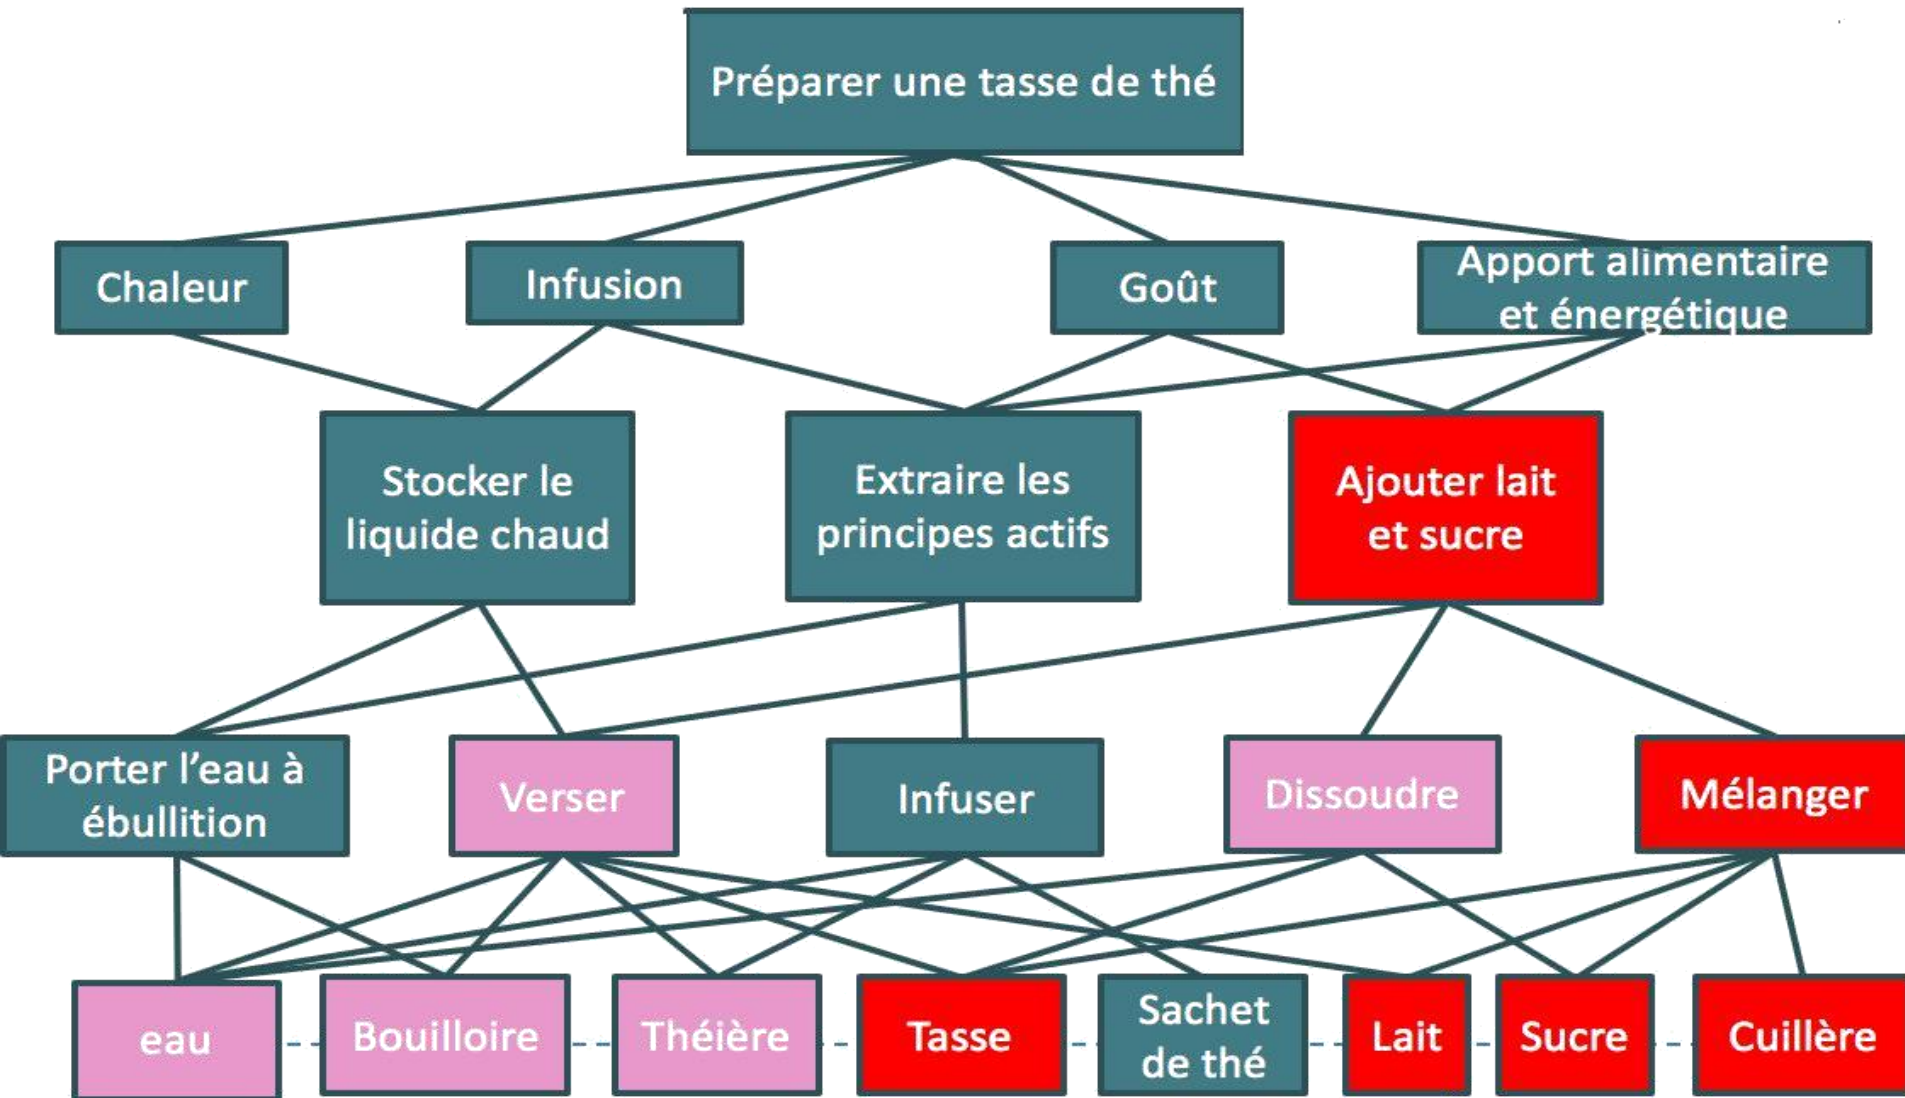 Préparer une tasse de thé
Chaleur
Infusion
Goût
Apport alimentaire
et énergétique
Stocker le
liquide chaud
Extraire les
principes actifs
Ajouter lait
et sucre
Porter l’eau à
ébullition
Verser
Infuser
Dissoudre
Mélanger
eau
Bouilloire
Théière
Tasse
Sachet
de thé
Lait
Sucre
Cuillère